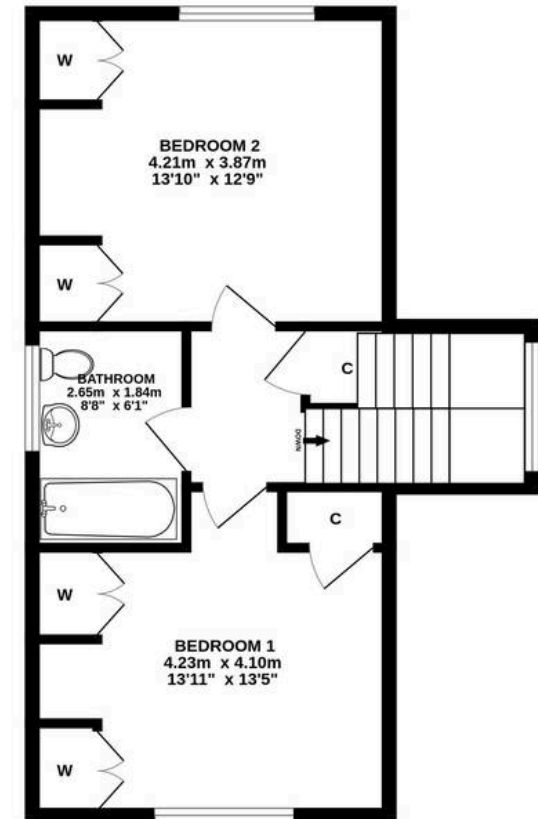 W
BEDROOM 2
4.21m x 3.87m
13'10" x 12'9"
W
C
BATHROOM
2.65m x 1.84m
8'8" x 6'1"
DOWN
C
W
BEDROOM 1
4.23m x 4.10m
13'11" x 13'5"
W